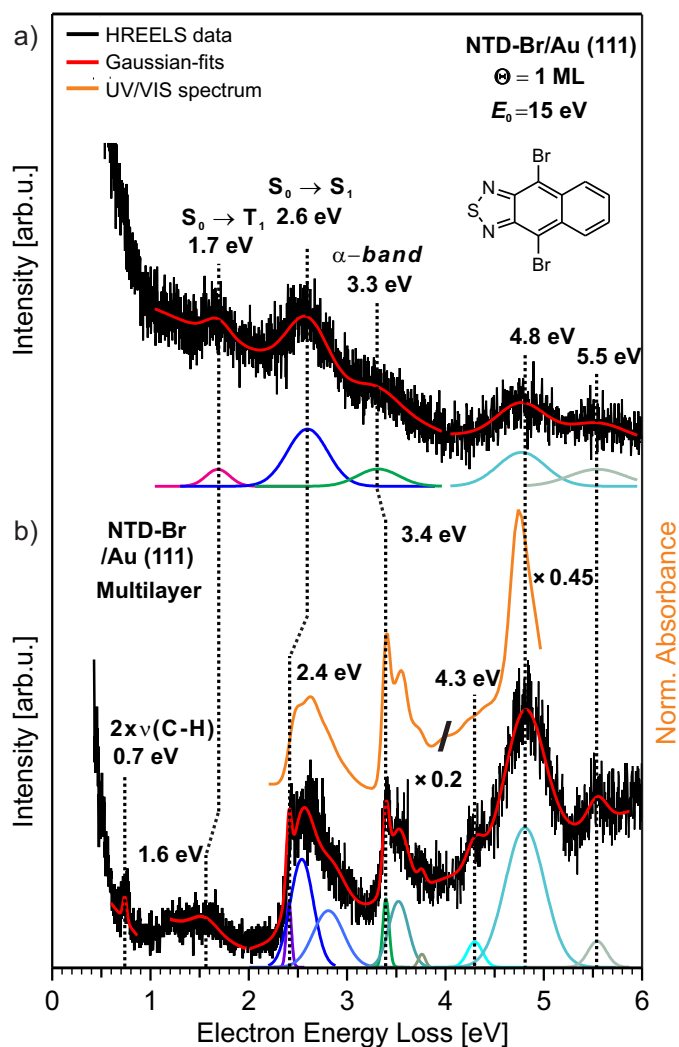 a)
HREELS data
Gaussian-fits
UV/VIS spectrum
NTD-Br/Au (111)
Θ = 1 ML
E₀ = 15 eV
Br
N
S
N
Br
S₀ → T₁
1.7 eV
S₀ → S₁
2.6 eV
α–band
3.3 eV
4.8 eV
5.5 eV
Intensity [arb.u.]
b)
NTD-Br
/Au (111)
Multilayer
3.4 eV
× 0.45
2.4 eV
4.3 eV
2x ν(C-H)
0.7 eV
× 0.2
1.6 eV
Intensity [arb.u.]
Norm. Absorbance
0 1 2 3 4 5 6
Electron Energy Loss [eV]